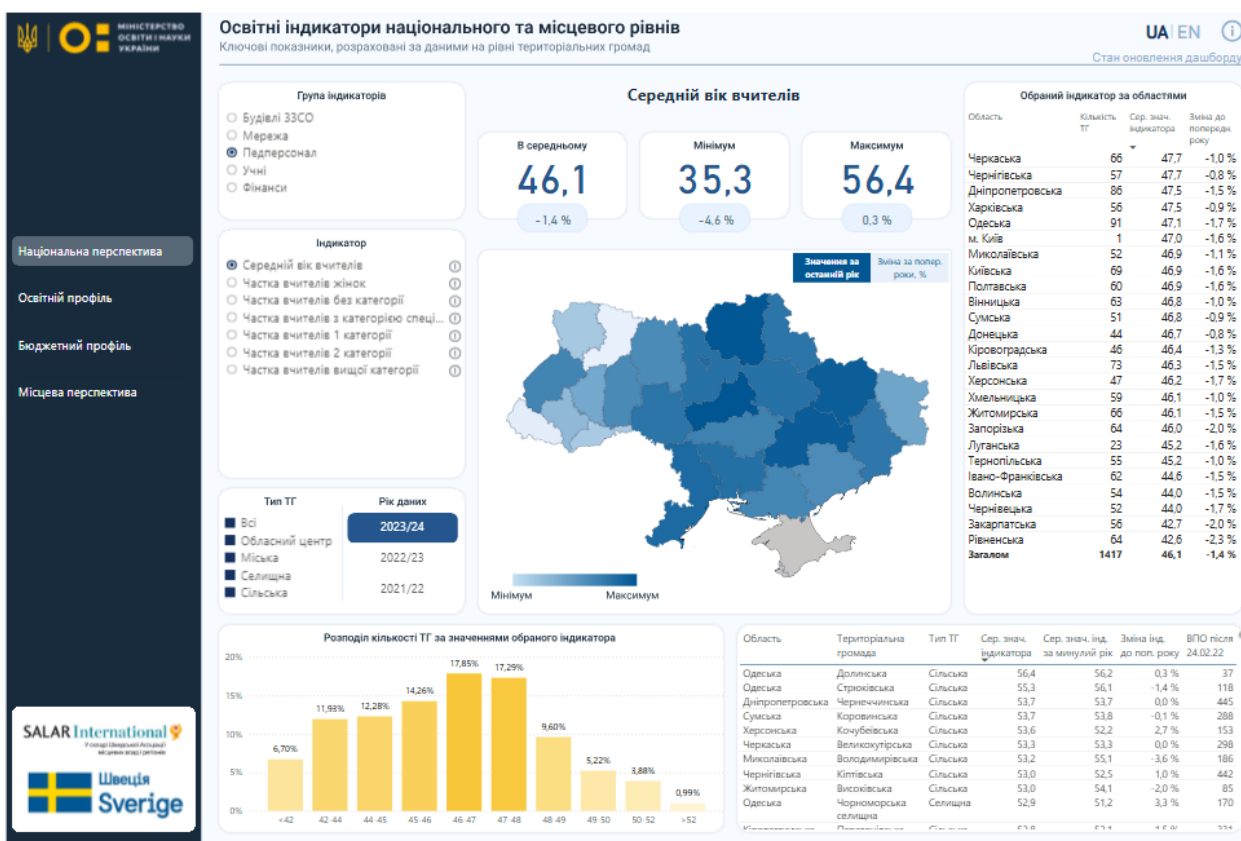 МІНІСТЕРСТВО
ОСВІТИ І НАУКИ
УКРАЇНИ
Освітні індикатори національного та місцевого рівнів
Ключові показники, розраховані за даними на рівні територіальних громад
UA EN
Стан оновлення дашборду
Національна перспектива
Освітній профіль
Бюджетний профіль
Місцева перспектива
SALAR International
У складі Шведської Асоціації
місцевих влад і регіонів
Швеція
Sverige
Група індикаторів
Будівлі ЗЗСО
Мережа
Педперсонал
Учні
Фінанси
Індикатор
Середній вік вчителів
Частка вчителів жінок
Частка вчителів без категорії
Частка вчителів з категорією спеці...
Частка вчителів 1 категорії
Частка вчителів 2 категорії
Частка вчителів вищої категорії
Тип ТГ
Всі
Обласний центр
Міська
Селищна
Сільська
Рік даних
2023/24
2022/23
2021/22
Середній вік вчителів
В середньому
46,1
-1,4 %
Мінімум
35,3
-4,6 %
Максимум
56,4
0,3 %
Значення за останній рік
Зміна за попер. роки, %
Мінімум Максимум
Обраний індикатор за областями
Область Кількість ТГ Сер. знач. індикатора Зміна до попередн. року
Черкаська 66 47,7 -1,0 %
Чернігівська 57 47,7 -0,8 %
Дніпропетровська 86 47,5 -1,5 %
Харківська 56 47,5 -0,9 %
Одеська 91 47,1 -1,7 %
м. Київ 1 47,0 -1,6 %
Миколаївська 52 46,9 -1,1 %
Київська 69 46,9 -1,6 %
Полтавська 60 46,9 -1,6 %
Вінницька 63 46,8 -1,0 %
Сумська 51 46,8 -0,9 %
Донецька 44 46,7 -0,8 %
Кіровоградська 46 46,4 -1,3 %
Львівська 73 46,3 -1,5 %
Херсонська 47 46,2 -1,7 %
Хмельницька 59 46,1 -1,0 %
Житомирська 66 46,1 -1,5 %
Запорізька 64 46,0 -2,0 %
Луганська 23 45,2 -1,6 %
Тернопільська 55 45,2 -1,0 %
Івано-Франківська 62 44,6 -1,5 %
Волинська 54 44,0 -1,5 %
Чернівецька 52 44,0 -1,7 %
Закарпатська 56 42,7 -2,0 %
Рівненська 64 42,6 -2,3 %
Загалом 1417 46,1 -1,4 %
Розподіл кількості ТГ за значеннями обраного індикатора
20%
15%
10%
5%
0%
6,70% 11,93% 12,28% 14,26% 17,85% 17,29% 9,60% 5,22% 3,88% 0,99%
<42 42-44 44-45 45-46 46-47 47-48 48-49 49-50 50-52 >52
Область Територіальна громада Тип ТГ Сер. знач. індикатора Сер. знач. інд. за минулий рік Зміна інд. до поп. року ВПО після 24.02.22
Одеська Долинська Сільська 56,4 56,2 0,3 % 37
Одеська Стрюківська Сільська 55,3 56,1 -1,4 % 118
Дніпропетровська Чернеччинська Сільська 53,7 53,7 0,0 % 445
Сумська Коровинська Сільська 53,7 53,8 -0,1 % 288
Херсонська Кочубеївська Сільська 53,6 52,2 2,7 % 153
Черкаська Великохутірська Сільська 53,3 53,3 0,0 % 298
Миколаївська Володимирівська Сільська 53,2 55,1 -3,6 % 186
Чернігівська Кіптівська Сільська 53,0 52,5 1,0 % 442
Житомирська Високівська Сільська 53,0 54,1 -2,0 % 85
Одеська Чорноморська селищна Селищна 52,9 51,2 3,3 % 170